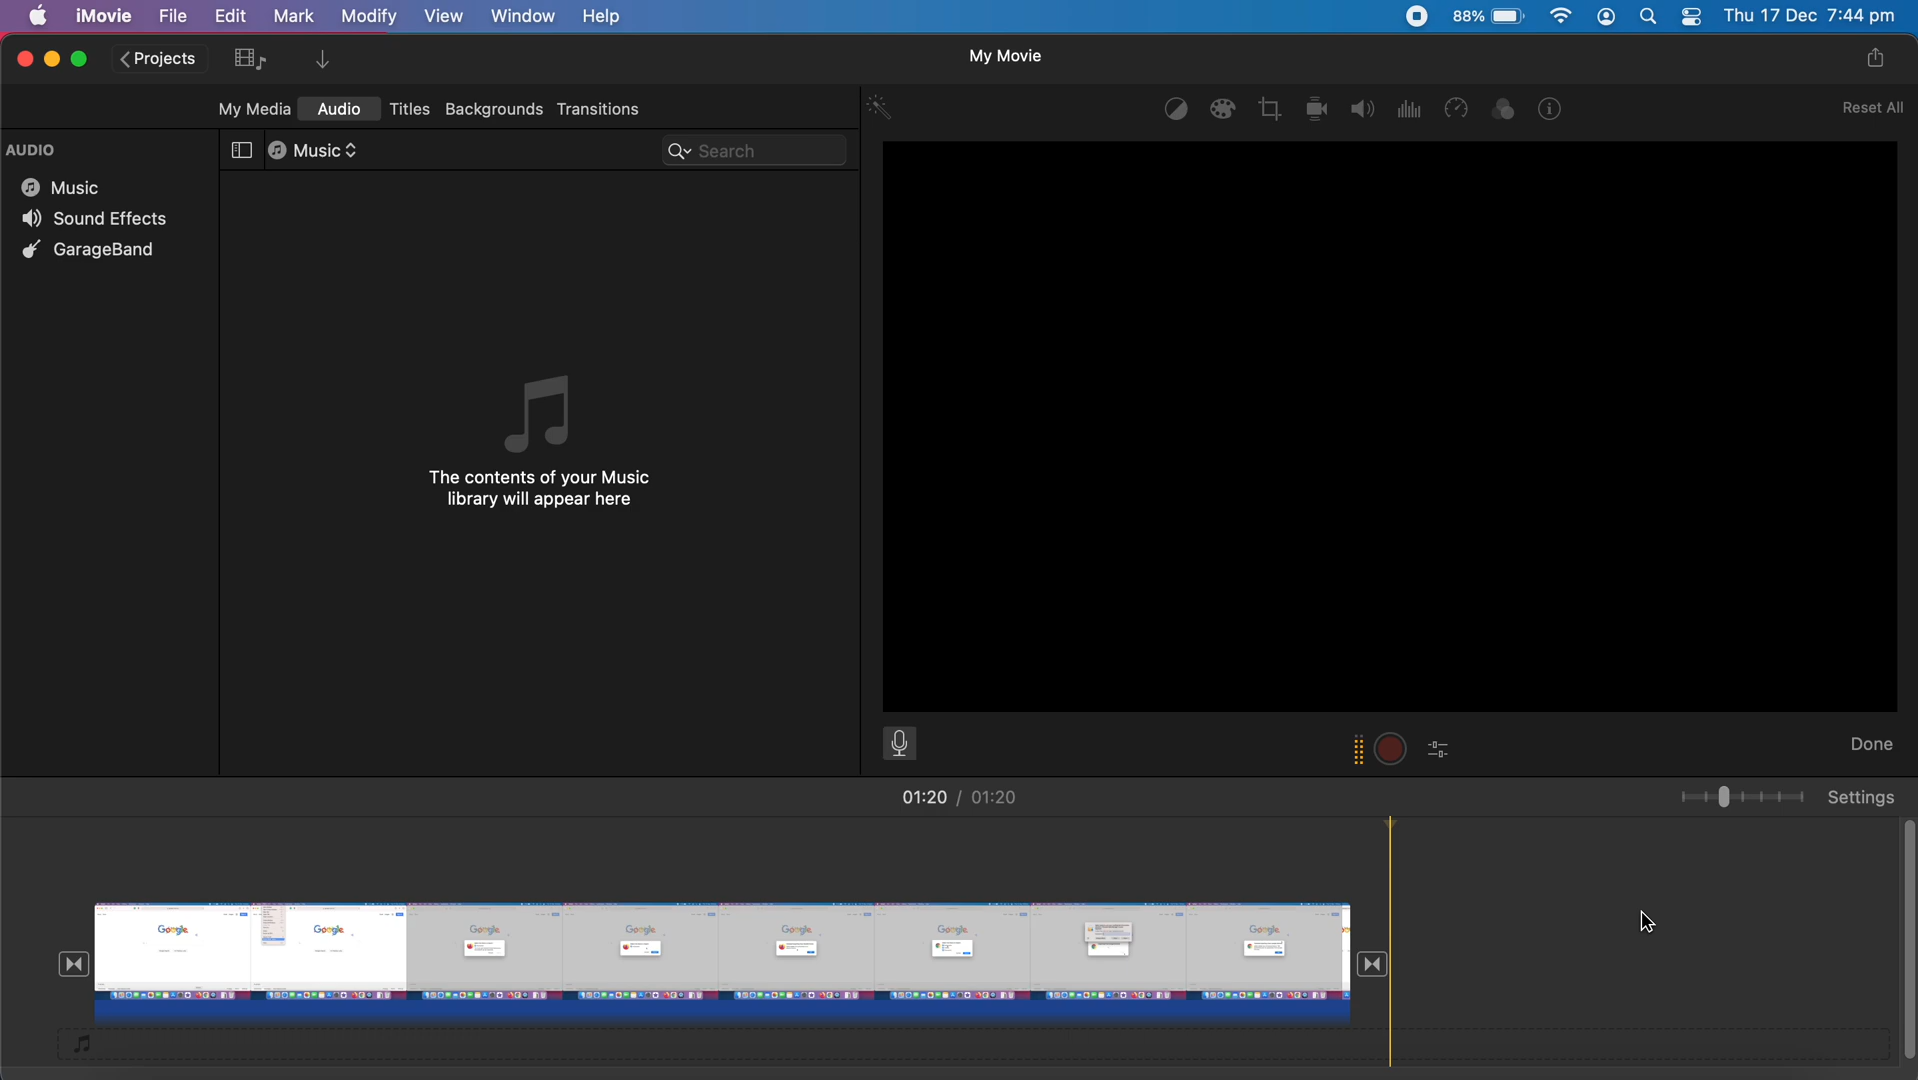 iMovie File Edit Mark Modify View Window Help 88% Thu 17 Dec 7:44 pm
Projects My Movie
My Media Audio Titles Backgrounds Transitions Reset All
AUDIO Music Search
Music
Sound Effects
GarageBand
The contents of your Music
library will appear here
Done
01:20 / 01:20 Settings
Google Google Google Google Google Google Google Google